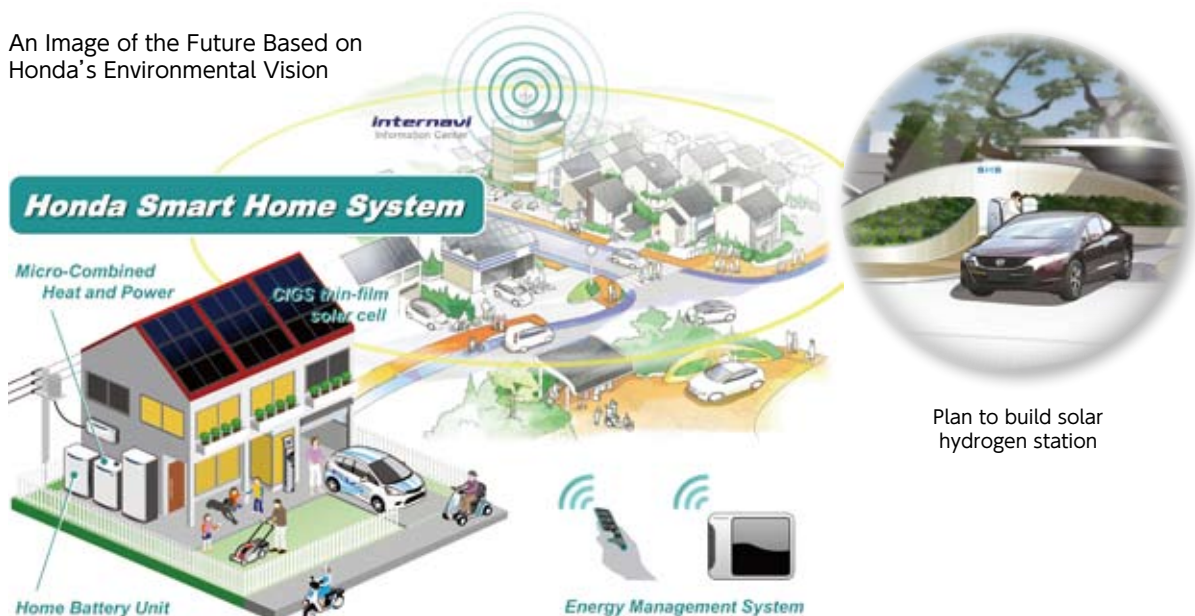 An Image of the Future Based on
Honda's Environmental Vision
internavi
Information Center
Honda Smart Home System
Micro-Combined
Heat and Power
CIGS thin-film
solar cell
SHS
Plan to build solar
hydrogen station
Home Battery Unit
Energy Management System